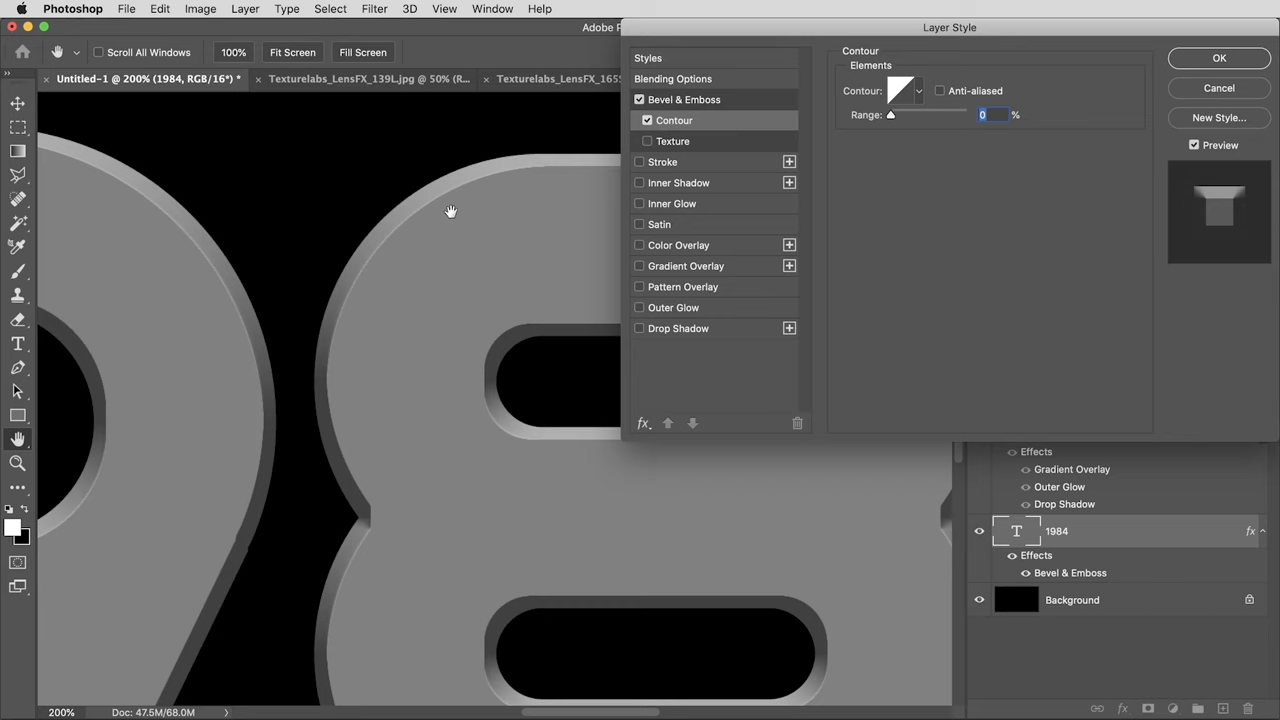 Photoshop File Edit Image Layer Type Select Filter 3D View Window Help
Adobe P
Layer Style
Scroll All Windows 100% Fit Screen Fill Screen
Untitled-1 @ 200% (1984, RGB/16*) * Texturelabs_LensFX_139L.jpg @ 50% (R... Texturelabs_LensFX_165S
Styles
Blending Options
Bevel & Emboss
Contour
Texture
Stroke
Inner Shadow
Inner Glow
Satin
Color Overlay
Gradient Overlay
Pattern Overlay
Outer Glow
Drop Shadow
fx
Contour
Elements
Contour: Anti-aliased
Range: 0 %
OK
Cancel
New Style...
Preview
Effects
Gradient Overlay
Outer Glow
Drop Shadow
T 1984 fx
Effects
Bevel & Emboss
Background
200% Doc: 47.5M/68.0M
fx